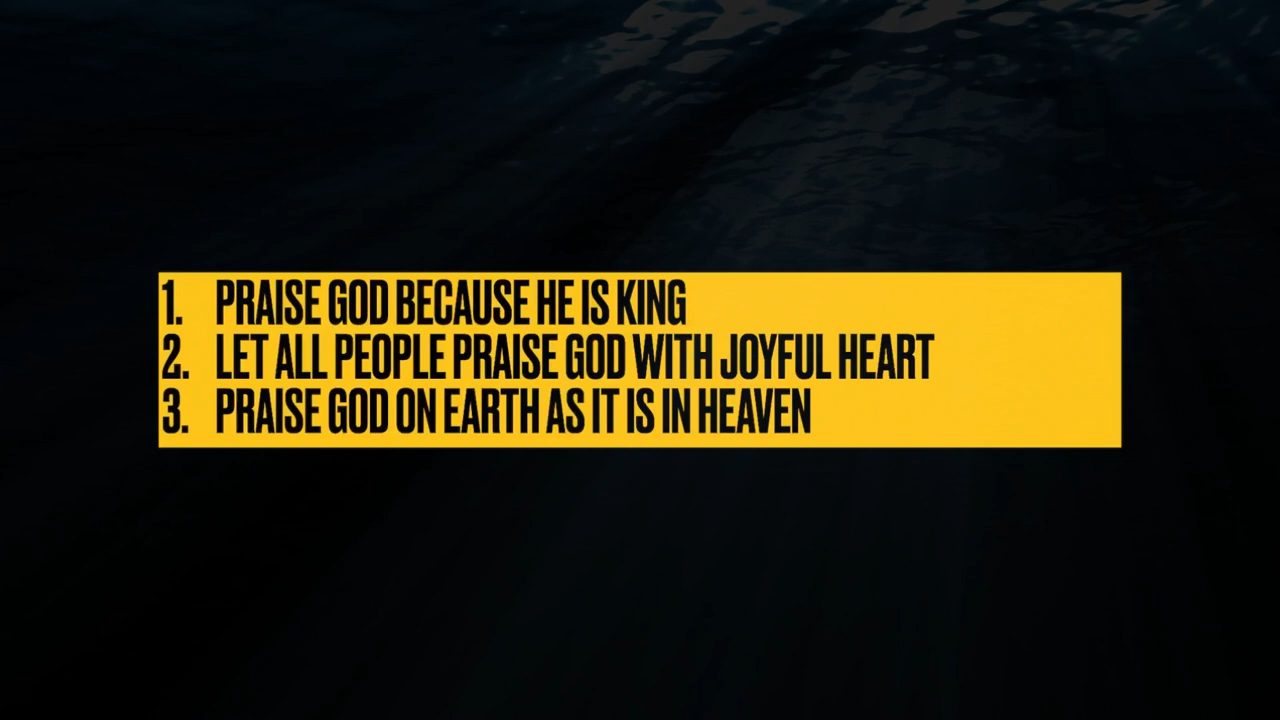 1. PRAISE GOD BECAUSE HE IS KING
2. LET ALL PEOPLE PRAISE GOD WITH JOYFUL HEART
3. PRAISE GOD ON EARTH AS IT IS IN HEAVEN